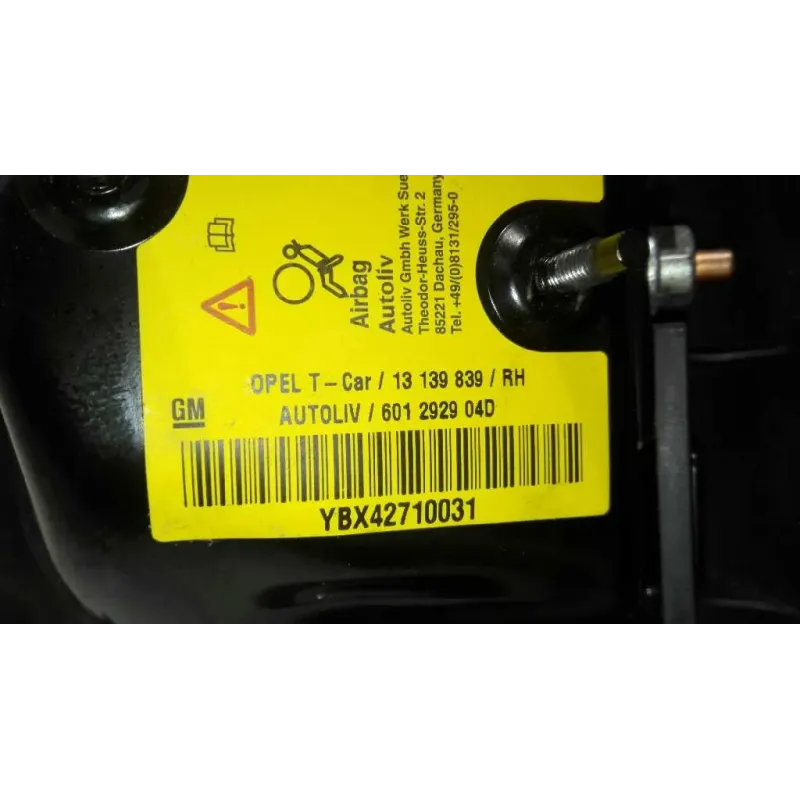 Airbag
Autoliv
Autoliv Gmbh Werk Sue
Theodor-Heuss-Str. 2
85221 Dachau, Germany
Tel. +49/(0)8131/295-0
OPEL T-Car / 13 139 839 / RH
GM
AUTOLIV / 601 2929 04D
YBX42710031